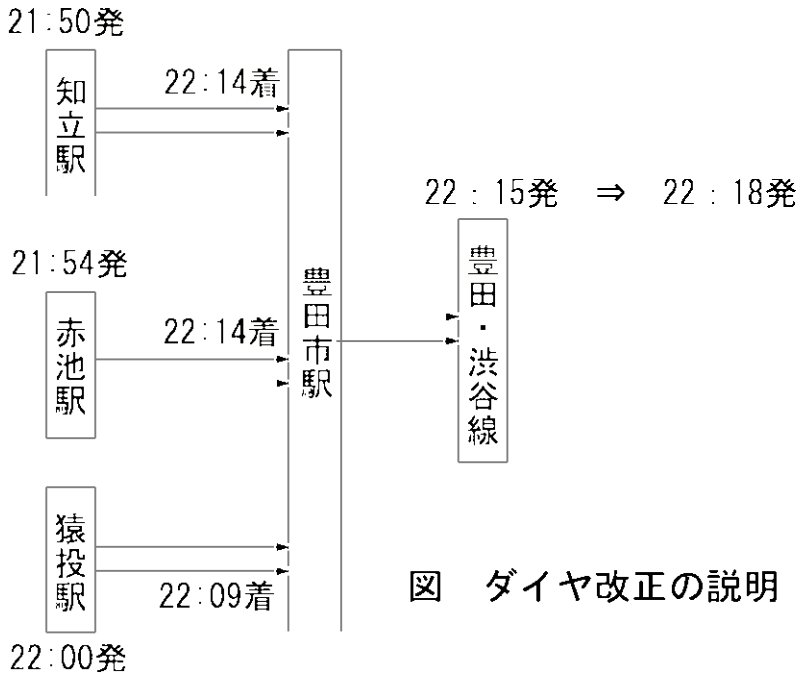 21:50発
知立駅
22:14着
22：15発　⇒　22：18発
21:54発
赤池駅
22:14着
豊田市駅
豊田・渋谷線
猿投駅
22:09着
22:00発
図　ダイヤ改正の説明